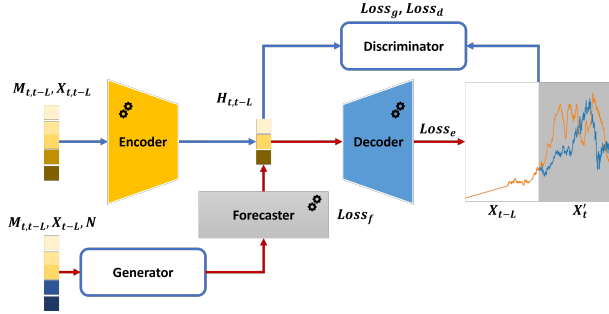 Loss_g, Loss_d
Discriminator
M_{t,t-L}, X_{t,t-L}
H_{t,t-L}
Encoder
Decoder
Loss_e
Forecaster
Loss_f
X_{t-L}
X'_t
M_{t,t-L}, X_{t-L}, N
Generator